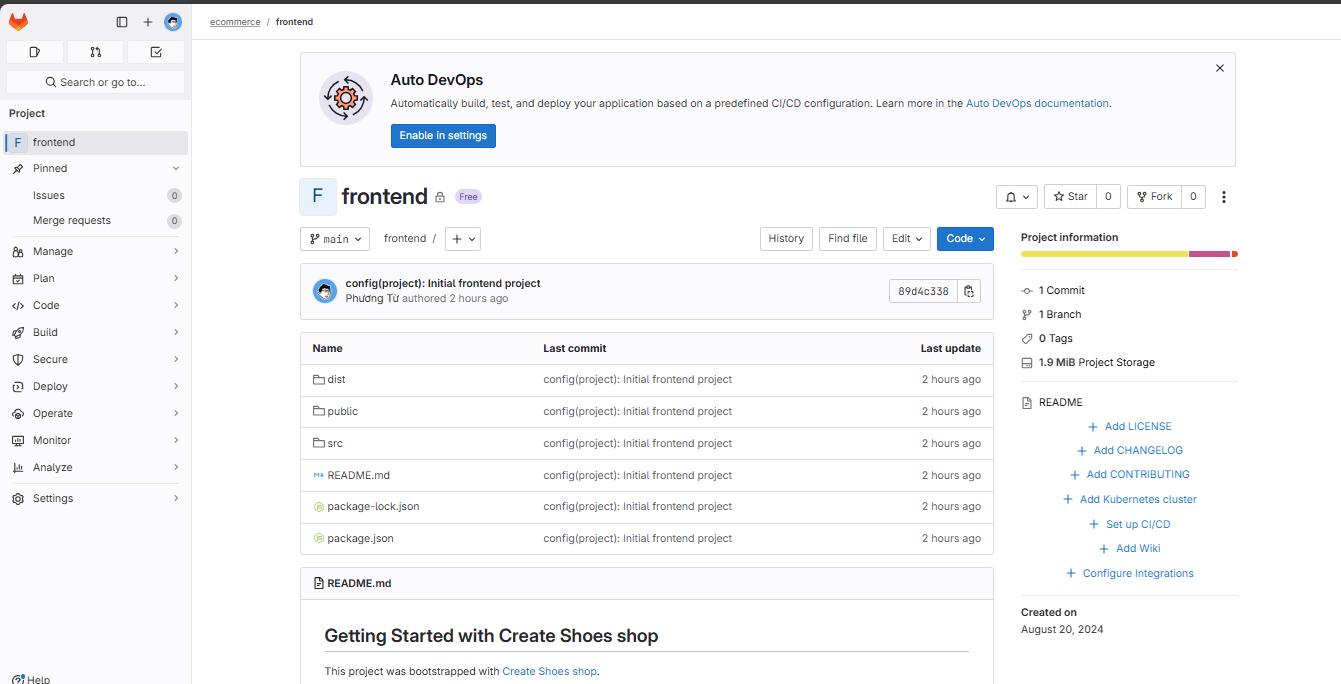 ecommerce / frontend
Search or go to...
Project
F frontend
Pinned
Issues 0
Merge requests 0
Manage
Plan
Code
Build
Secure
Deploy
Operate
Monitor
Analyze
Settings
Help
Auto DevOps
Automatically build, test, and deploy your application based on a predefined CI/CD configuration. Learn more in the Auto DevOps documentation.
Enable in settings
F frontend Free
Star 0
Fork 0
main
frontend /
History
Find file
Edit
Code
config(project): Initial frontend project
Phương Từ authored 2 hours ago
89d4c338
Name Last commit Last update
dist config(project): Initial frontend project 2 hours ago
public config(project): Initial frontend project 2 hours ago
src config(project): Initial frontend project 2 hours ago
README.md config(project): Initial frontend project 2 hours ago
package-lock.json config(project): Initial frontend project 2 hours ago
package.json config(project): Initial frontend project 2 hours ago
README.md
Getting Started with Create Shoes shop
This project was bootstrapped with Create Shoes shop.
Project information
1 Commit
1 Branch
0 Tags
1.9 MiB Project Storage
README
Add LICENSE
Add CHANGELOG
Add CONTRIBUTING
Add Kubernetes cluster
Set up CI/CD
Add Wiki
Configure Integrations
Created on
August 20, 2024